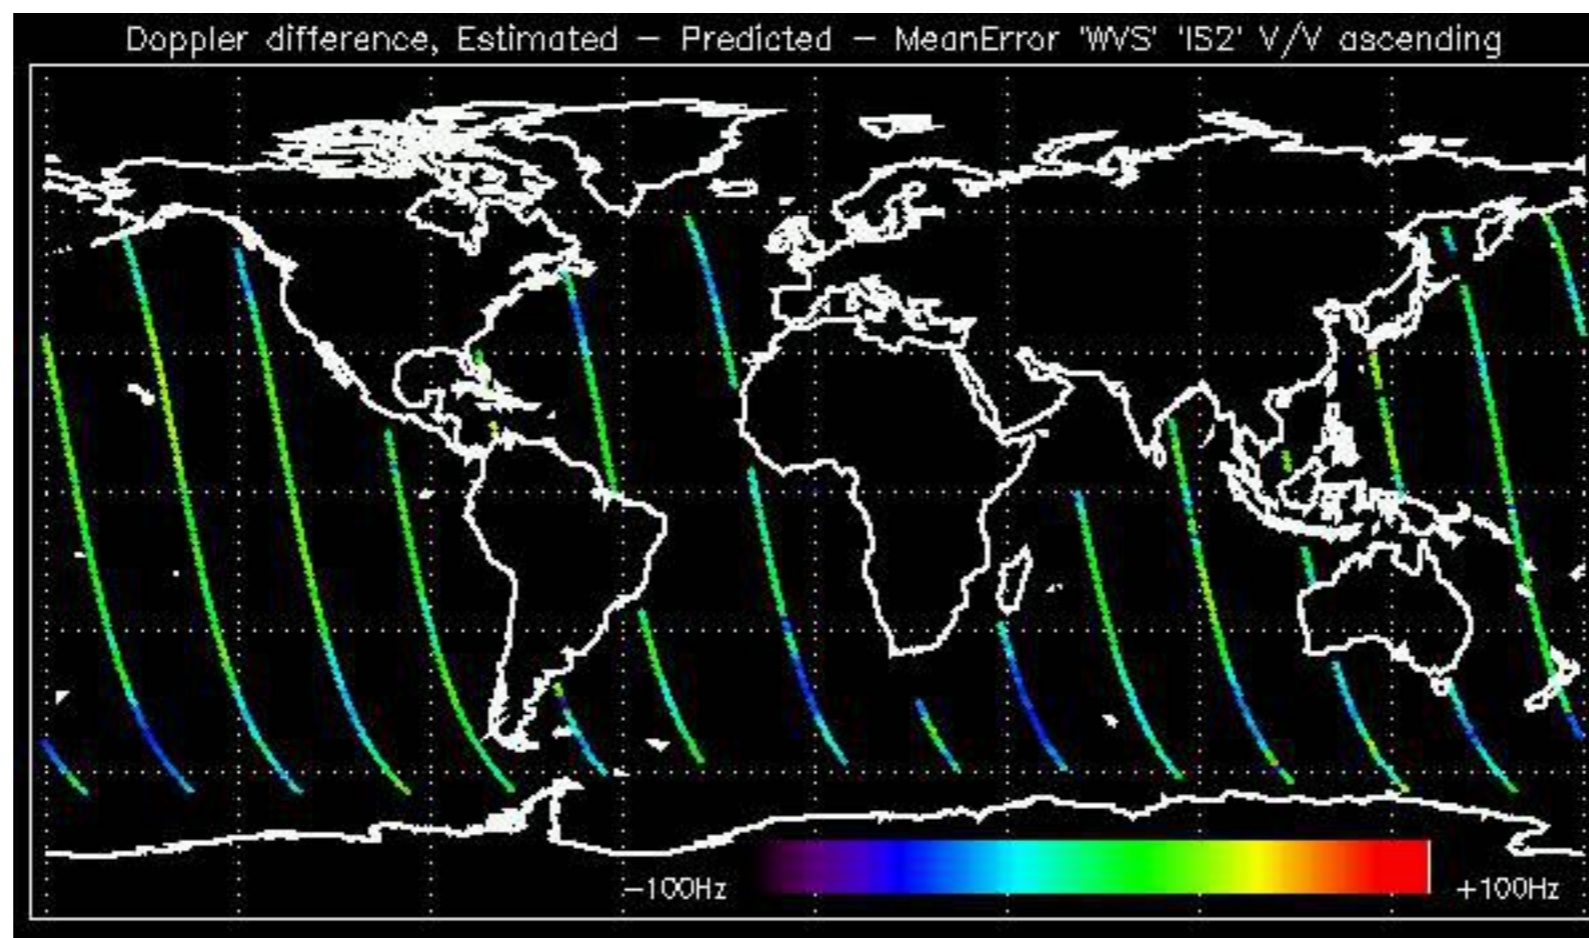 Doppler difference, Estimated – Predicted – MeanError 'WVS' 'IS2' V/V ascending
–100Hz
+100Hz